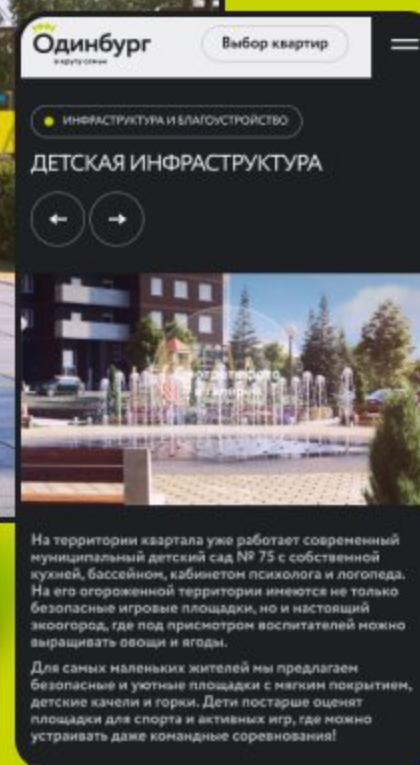 Одинбург
в кругу семьи
Выбор квартир
ИНФРАСТРУКТУРА И БЛАГОУСТРОЙСТВО
ДЕТСКАЯ ИНФРАСТРУКТУРА
На территории квартала уже работает современный
муниципальный детский сад № 75 с собственной
кухней, бассейном, кабинетом психолога и логопеда.
На его огороженной территории имеются не только
безопасные игровые площадки, но и настоящий
экоогород, где под присмотром воспитателей можно
выращивать овощи и ягоды.
Для самых маленьких жителей мы предлагаем
безопасные и уютные площадки с мягким покрытием,
детские качели и горки. Дети постарше оценят
площадки для спорта и активных игр, где можно
устраивать даже командные соревнования!